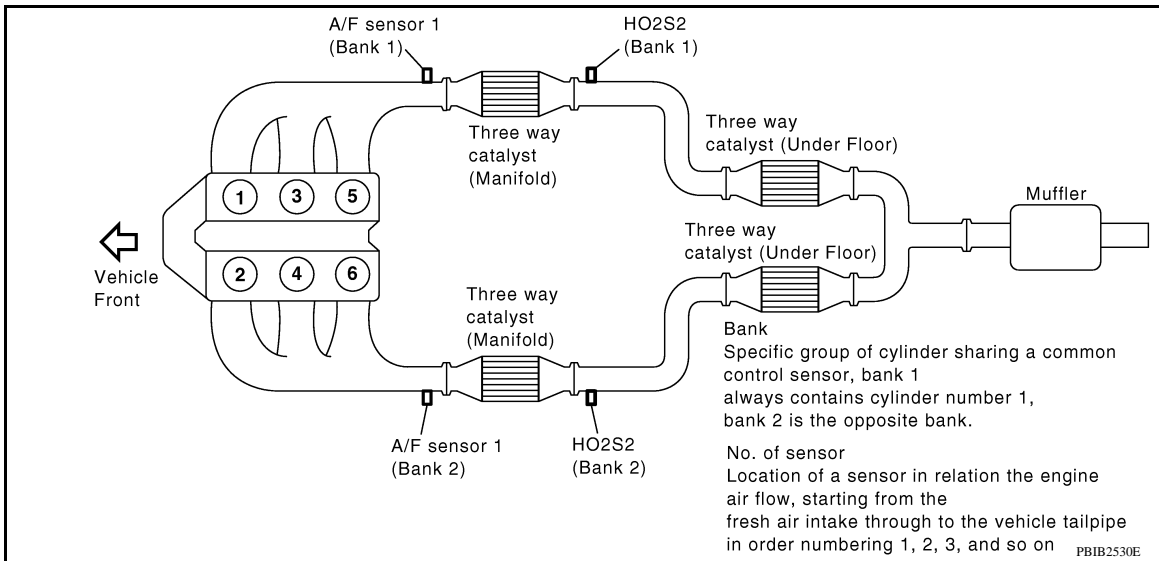 A/F sensor 1
(Bank 1)
HO2S2
(Bank 1)
Three way
catalyst
(Manifold)
Three way
catalyst (Under Floor)
Muffler
1
3
5
2
4
6
Vehicle
Front
Three way
catalyst (Under Floor)
Three way
catalyst
(Manifold)
A/F sensor 1
(Bank 2)
HO2S2
(Bank 2)
Bank
Specific group of cylinder sharing a common
control sensor, bank 1
always contains cylinder number 1,
bank 2 is the opposite bank.
No. of sensor
Location of a sensor in relation the engine
air flow, starting from the
fresh air intake through to the vehicle tailpipe
in order numbering 1, 2, 3, and so on
PBIB2530E